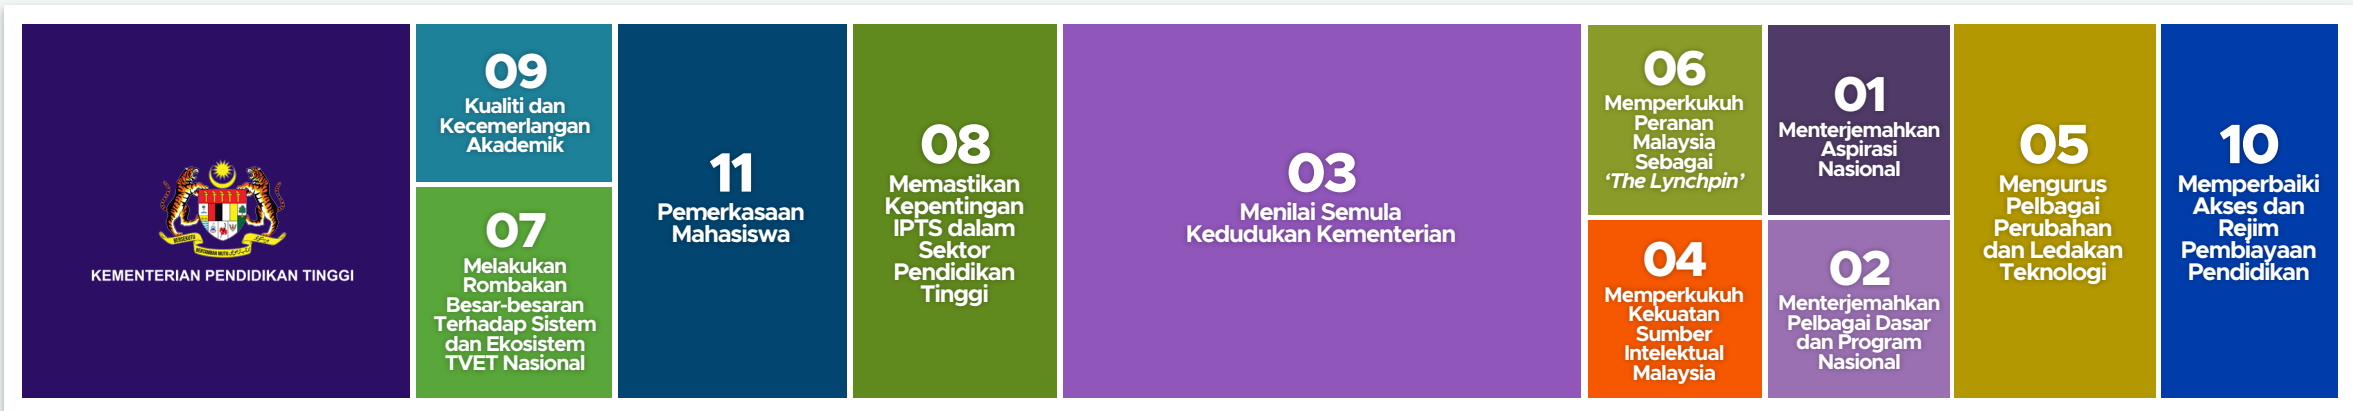 KEMENTERIAN PENDIDIKAN TINGGI
09
Kualiti dan
Kecemerlangan
Akademik
07
Melakukan
Rombakan
Besar-besaran
Terhadap Sistem
dan Ekosistem
TVET Nasional
11
Pemerkasaan
Mahasiswa
08
Memastikan
Kepentingan
IPTS dalam
Sektor
Pendidikan
Tinggi
03
Menilai Semula
Kedudukan Kementerian
06
Memperkukuh
Peranan
Malaysia
Sebagai
‘The Lynchpin’
04
Memperkukuh
Kekuatan
Sumber
Intelektual
Malaysia
01
Menterjemahkan
Aspirasi
Nasional
02
Menterjemahkan
Pelbagai Dasar
dan Program
Nasional
05
Mengurus
Pelbagai
Perubahan
dan Ledakan
Teknologi
10
Memperbaiki
Akses dan
Rejim
Pembiayaan
Pendidikan